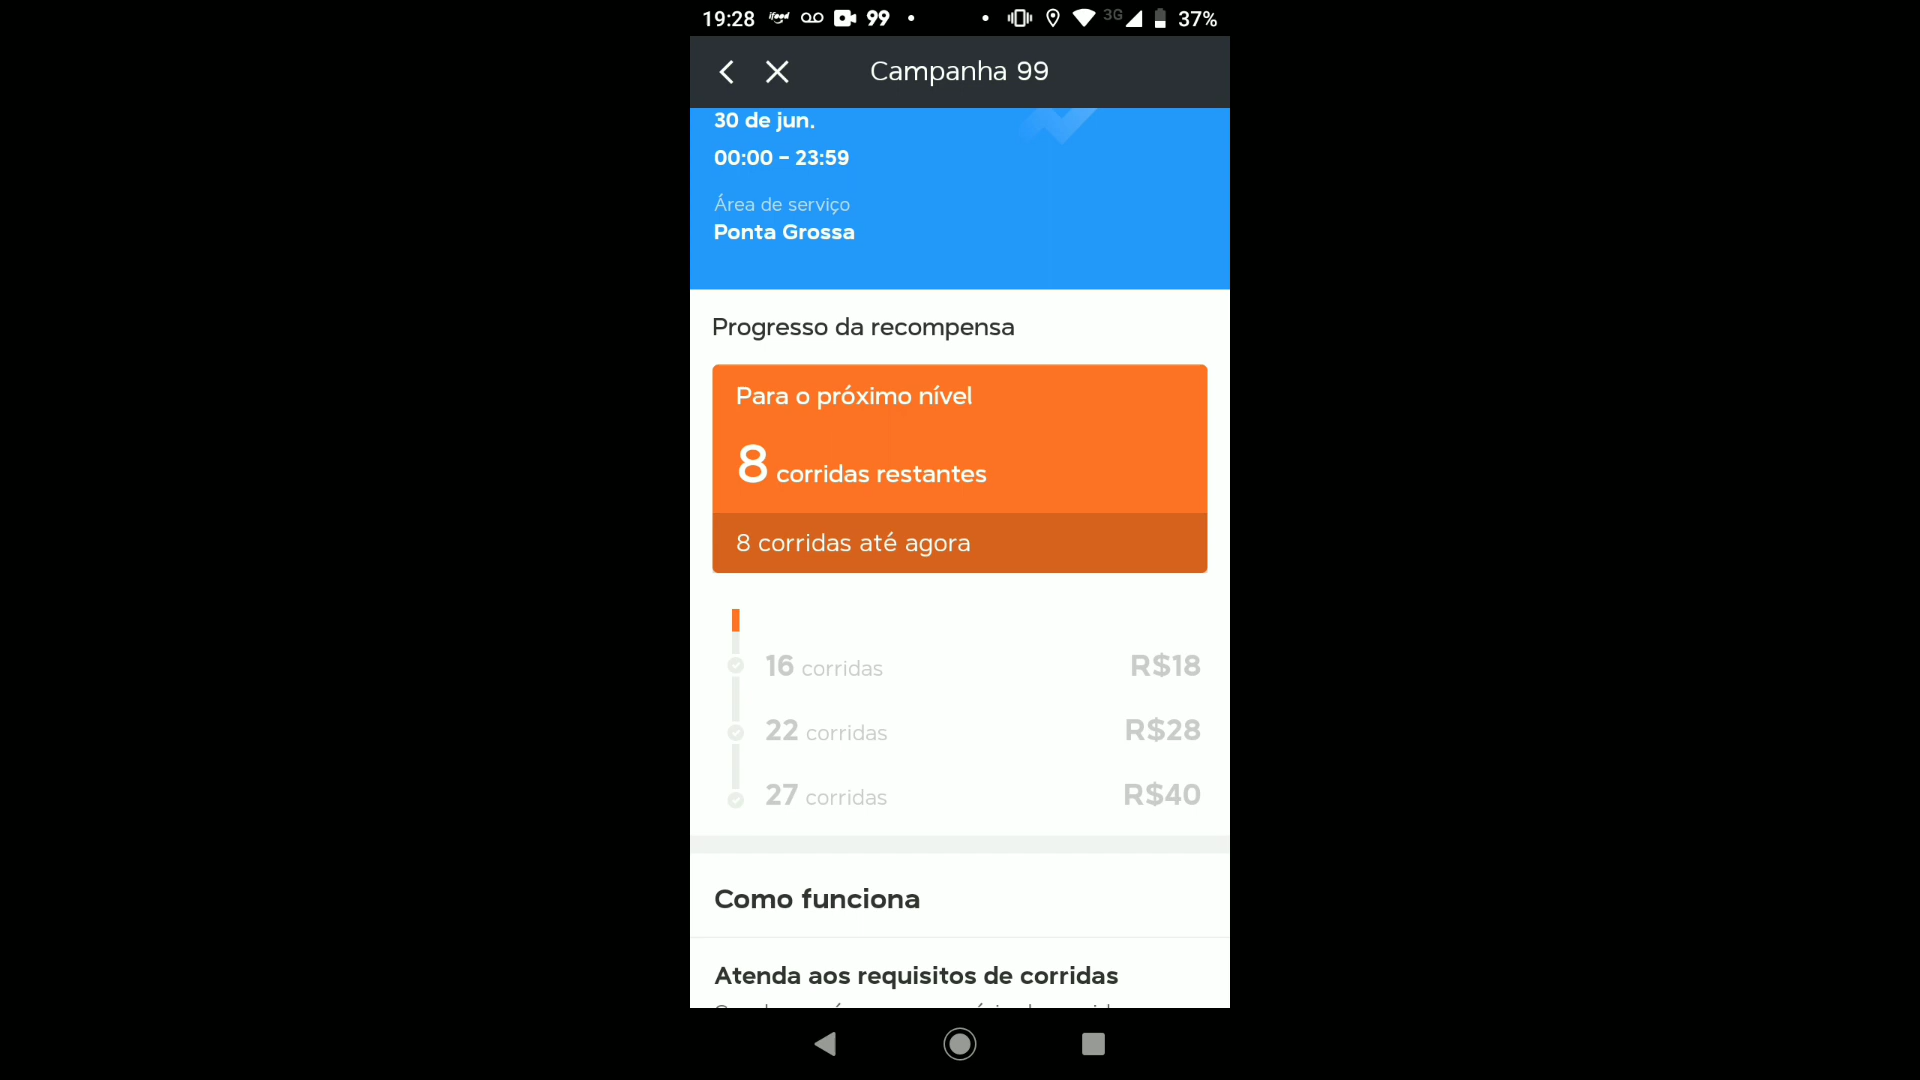 19:28 ifood 99 3G 37%
Campanha 99
30 de jun.
00:00 - 23:59
Área de serviço
Ponta Grossa
Progresso da recompensa
Para o próximo nível
8 corridas restantes
8 corridas até agora
16 corridas R$18
22 corridas R$28
27 corridas R$40
Como funciona
Atenda aos requisitos de corridas